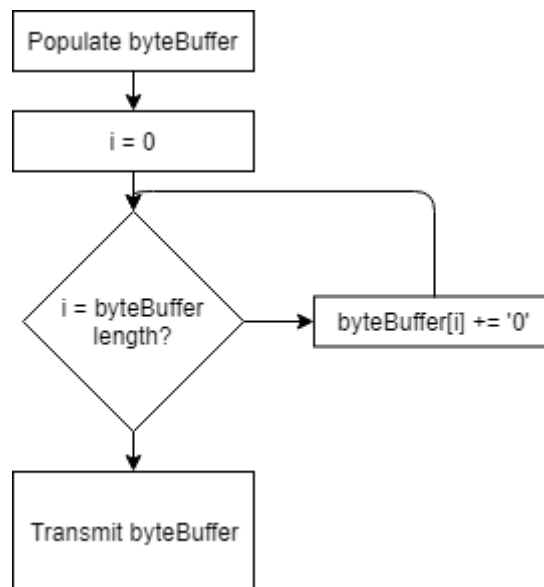 Populate byteBuffer
i = 0
i = byteBuffer
length?
byteBuffer[i] += '0'
Transmit byteBuffer